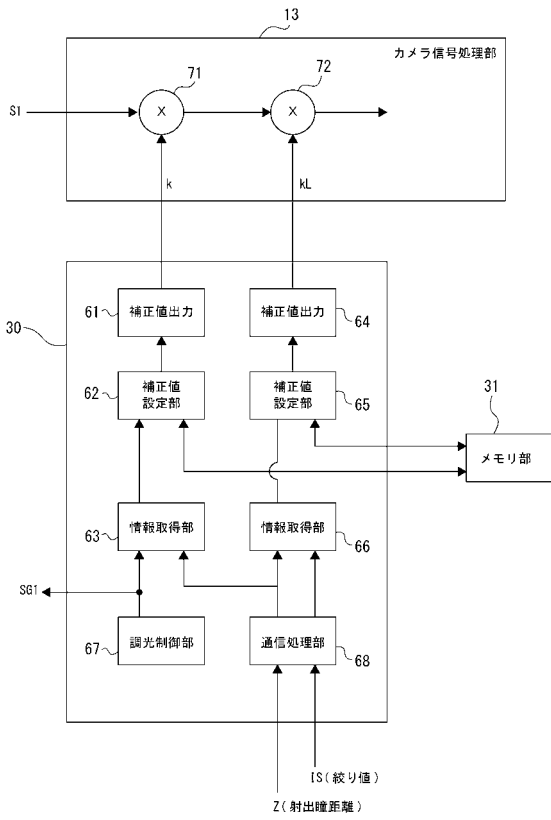 13
カメラ信号処理部
71
72
S1
X
X
k
kL
30
61
補正値出力
補正値出力
64
62
補正値
設定部
補正値
設定部
65
31
メモリ部
63
情報取得部
情報取得部
66
SG1
67
調光制御部
通信処理部
68
IS(絞り値)
Z(射出瞳距離)